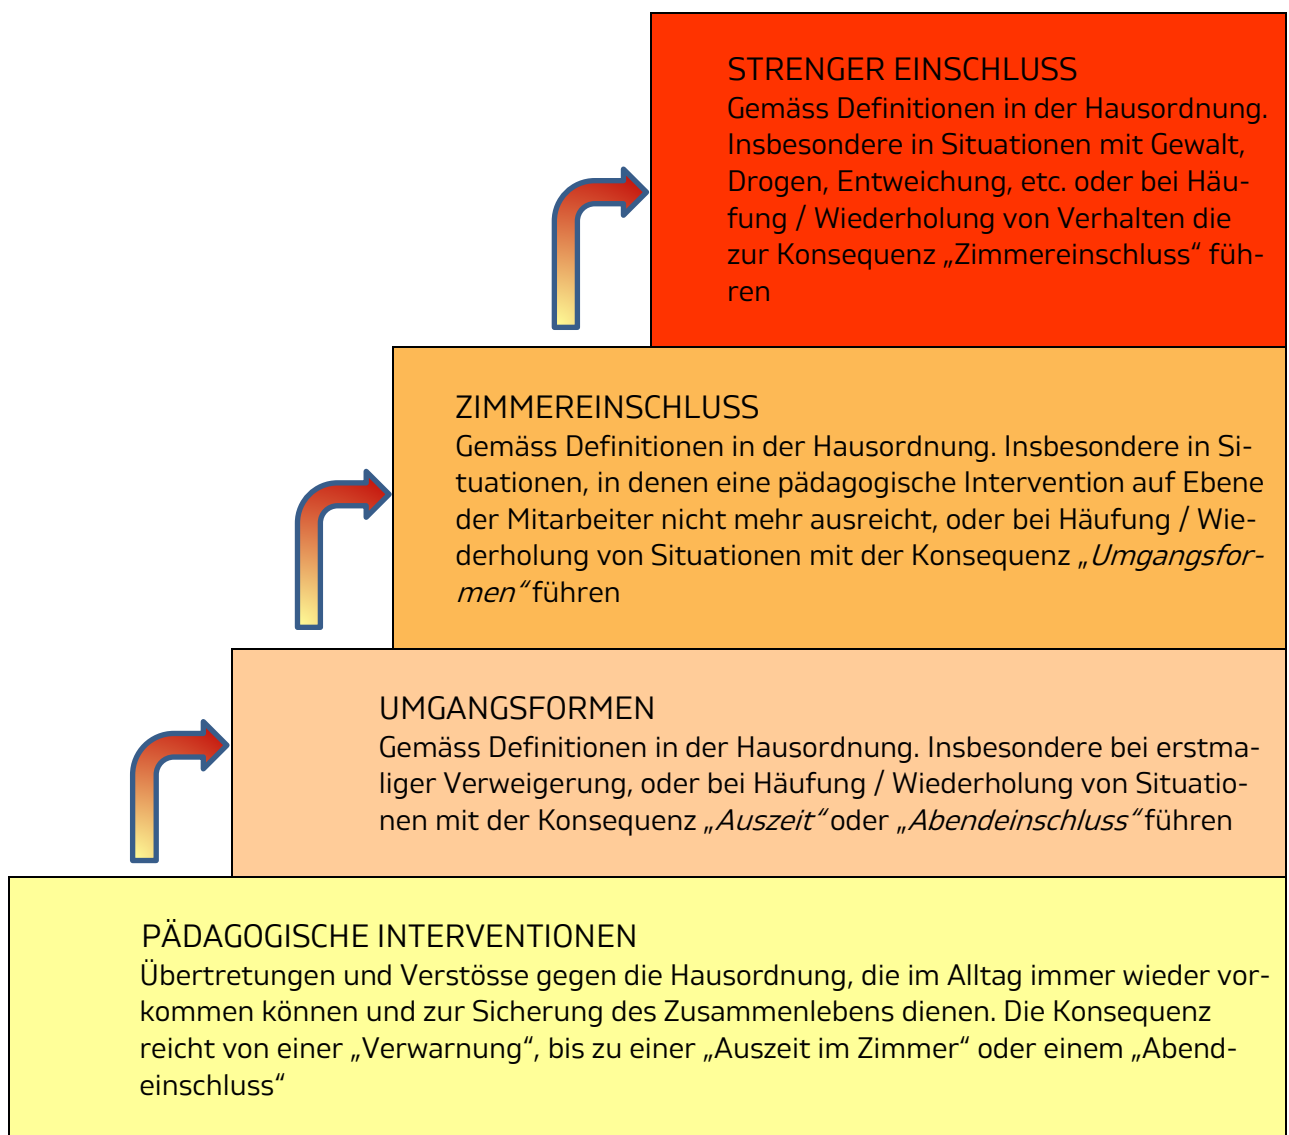 STRENGER EINSCHLUSS
Gemäss Definitionen in der Hausordnung.
Insbesondere in Situationen mit Gewalt,
Drogen, Entweichung, etc. oder bei Häu-
fung / Wiederholung von Verhalten die
zur Konsequenz „Zimmereinschluss“ füh-
ren
ZIMMEREINSCHLUSS
Gemäss Definitionen in der Hausordnung. Insbesondere in Si-
tuationen, in denen eine pädagogische Intervention auf Ebene
der Mitarbeiter nicht mehr ausreicht, oder bei Häufung / Wie-
derholung von Situationen mit der Konsequenz „Umgangsfor-
men“ führen
UMGANGSFORMEN
Gemäss Definitionen in der Hausordnung. Insbesondere bei erstma-
liger Verweigerung, oder bei Häufung / Wiederholung von Situatio-
nen mit der Konsequenz „Auszeit“ oder „Abendeinschluss“ führen
PÄDAGOGISCHE INTERVENTIONEN
Übertretungen und Verstösse gegen die Hausordnung, die im Alltag immer wieder vor-
kommen können und zur Sicherung des Zusammenlebens dienen. Die Konsequenz
reicht von einer „Verwarnung“, bis zu einer „Auszeit im Zimmer“ oder einem „Abend-
einschluss“